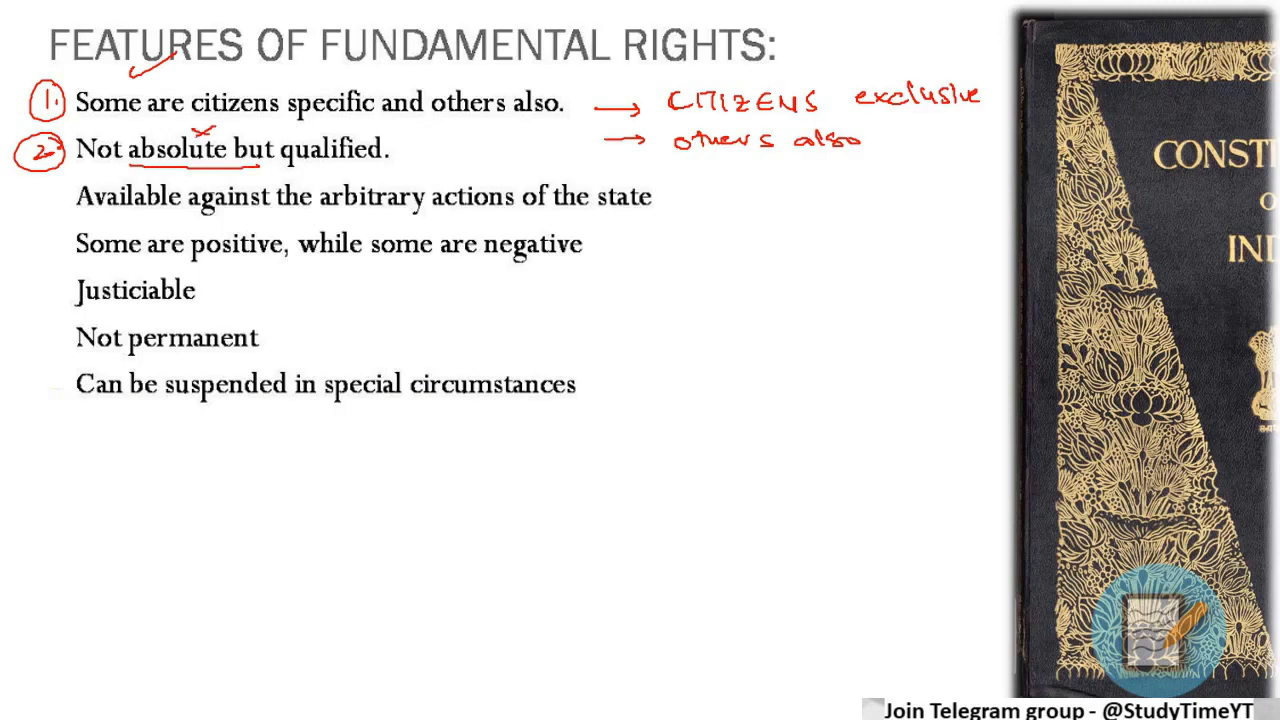 FEATURES OF FUNDAMENTAL RIGHTS:
1. Some are citizens specific and others also. → CITIZENS exclusive
→ others also
2 Not absolute but qualified.
Available against the arbitrary actions of the state
Some are positive, while some are negative
Justiciable
Not permanent
Can be suspended in special circumstances
CONST
O
IND
Join Telegram group - @StudyTimeYT